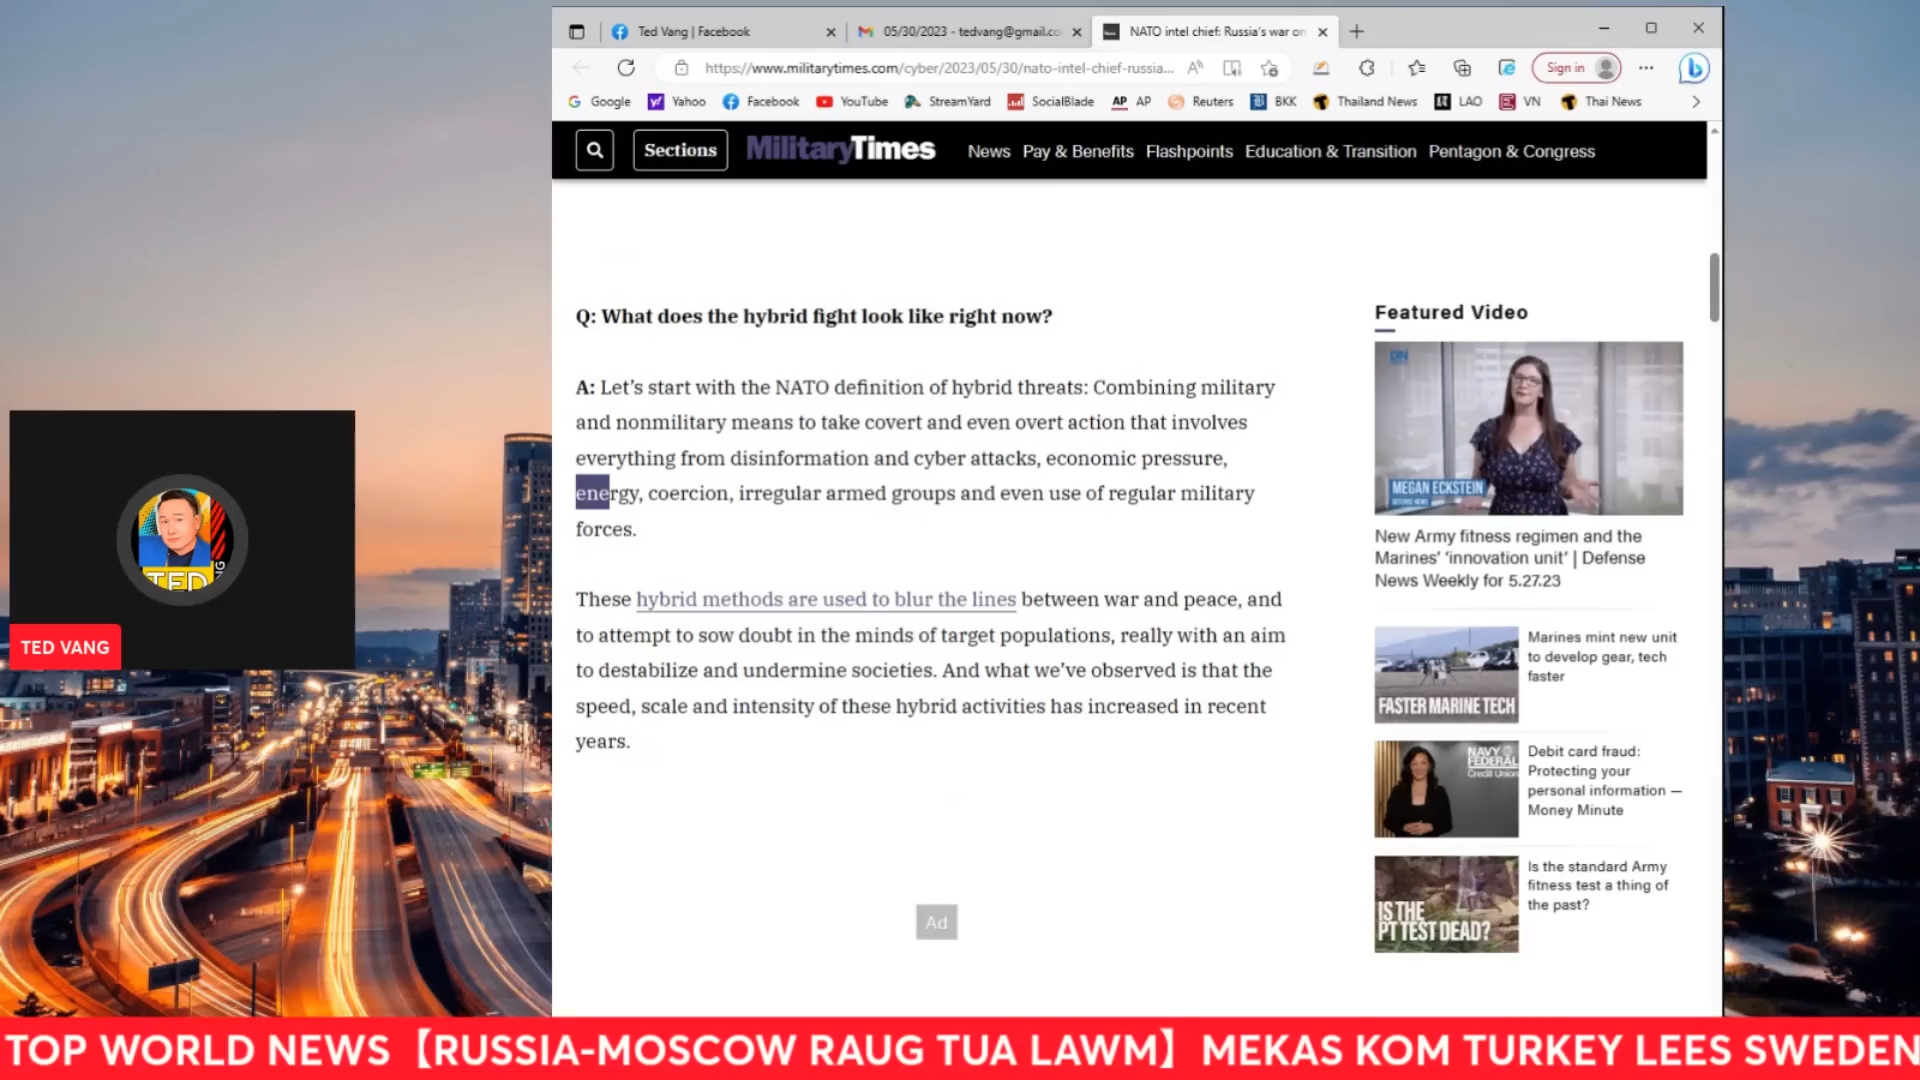 Ted Vang | Facebook
05/30/2023 - tedvang@gmail.co
NATO intel chief: Russia's war on
https://www.militarytimes.com/cyber/2023/05/30/nato-intel-chief-russia...
Sign in
Google
Yahoo
Facebook
YouTube
StreamYard
SocialBlade
AP AP
Reuters
BKK
Thailand News
LAO
VN
Thai News
Sections
MilitaryTimes
News
Pay & Benefits
Flashpoints
Education & Transition
Pentagon & Congress
Q: What does the hybrid fight look like right now?
A: Let's start with the NATO definition of hybrid threats: Combining military
and nonmilitary means to take covert and even overt action that involves
everything from disinformation and cyber attacks, economic pressure,
energy, coercion, irregular armed groups and even use of regular military
forces.
These hybrid methods are used to blur the lines between war and peace, and
to attempt to sow doubt in the minds of target populations, really with an aim
to destabilize and undermine societies. And what we've observed is that the
speed, scale and intensity of these hybrid activities has increased in recent
years.
Ad
Featured Video
DN
MEGAN ECKSTEIN
DEFENSE NEWS
New Army fitness regimen and the
Marines' 'innovation unit' | Defense
News Weekly for 5.27.23
FASTER MARINE TECH
Marines mint new unit
to develop gear, tech
faster
NAVY
FEDERAL
Credit Union
Debit card fraud:
Protecting your
personal information —
Money Minute
IS THE
PT TEST DEAD?
Is the standard Army
fitness test a thing of
the past?
TED
NG
TED VANG
TOP WORLD NEWS【RUSSIA-MOSCOW RAUG TUA LAWM】MEKAS KOM TURKEY LEES SWEDEN